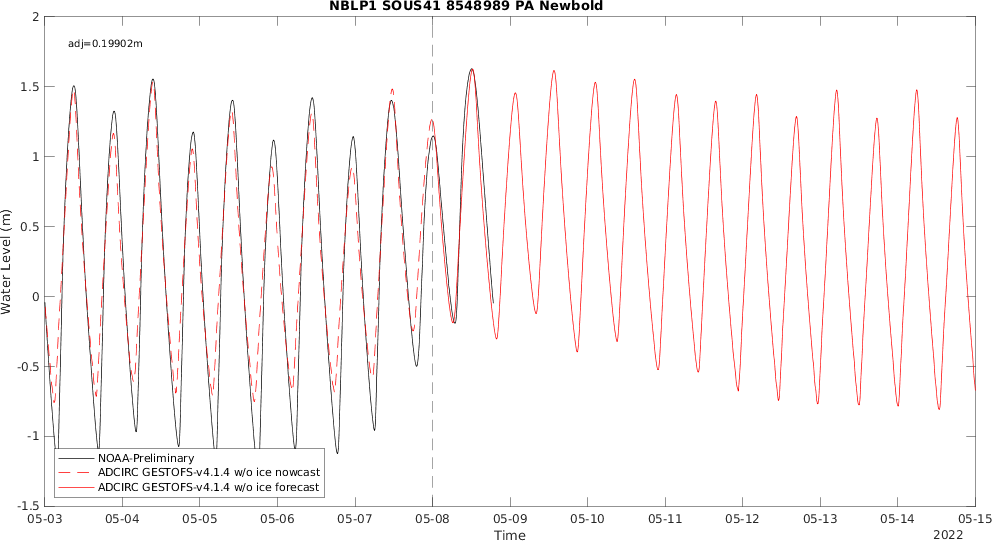 NBLP1 SOUS41 8548989 PA Newbold
adj=0.19902m
2
1.5
1
0.5
0
-0.5
-1
-1.5
Water Level (m)
NOAA-Preliminary
ADCIRC GESTOFS-v4.1.4 w/o ice nowcast
ADCIRC GESTOFS-v4.1.4 w/o ice forecast
05-03 05-04 05-05 05-06 05-07 05-08 05-09 05-10 05-11 05-12 05-13 05-14 05-15
Time
2022